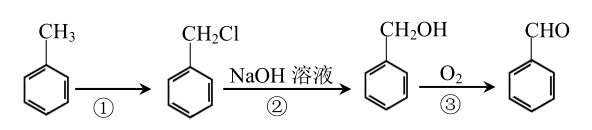 CH₃
CH₂Cl
CH₂OH
CHO
NaOH 溶液
O₂
①
②
③